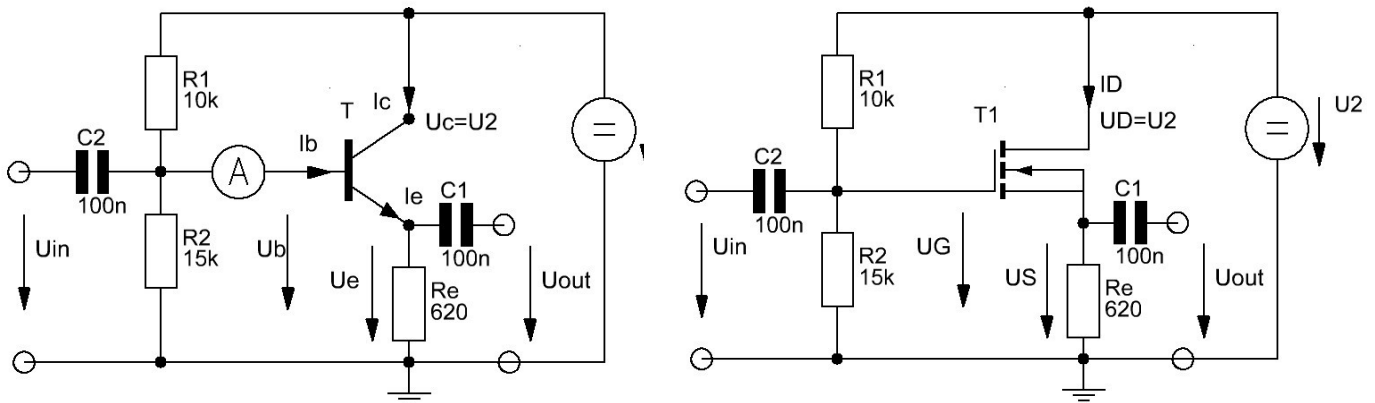 R1
10k
T
Ic
Uc=U2
C2
100n
Ib
A
Ie
C1
100n
R2
15k
Uin
Ub
Ue
Re
620
Uout
=
R1
10k
ID
UD=U2
T1
U2
=
C2
100n
C1
100n
R2
15k
Uin
UG
US
Re
620
Uout